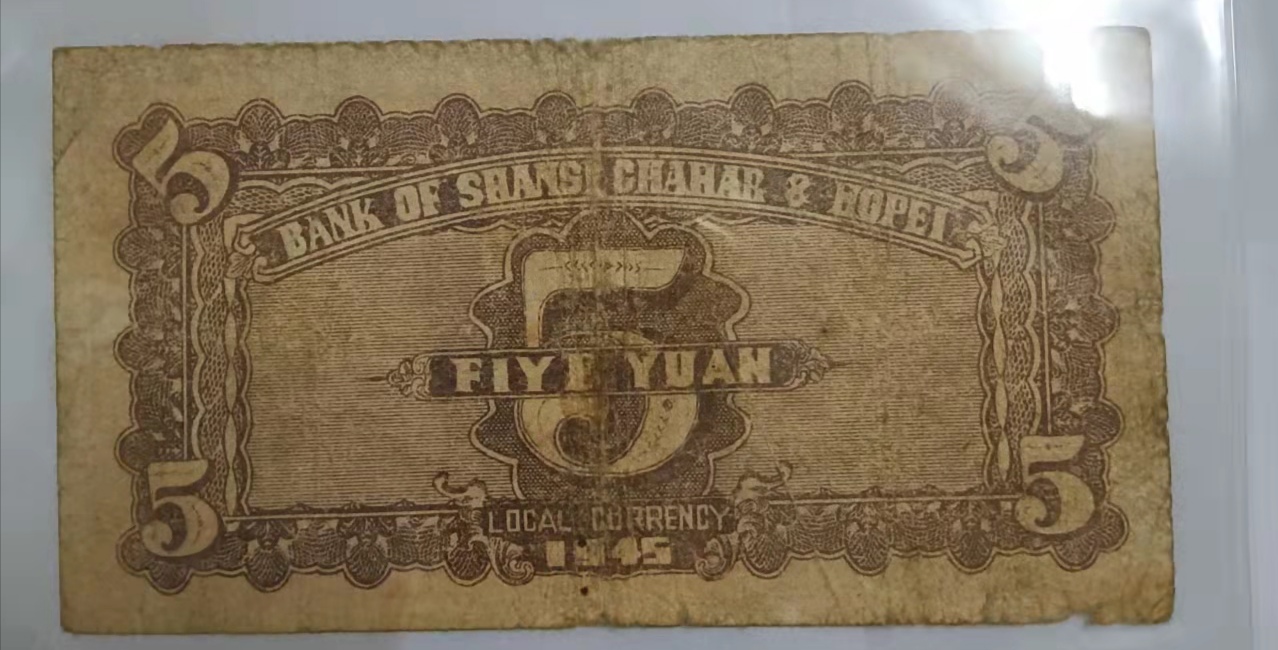 5 5
BANK OF SHANSI CHAHAR & HOPEI
5
FIVE YUAN
5 5
LOCAL CURRENCY
1945